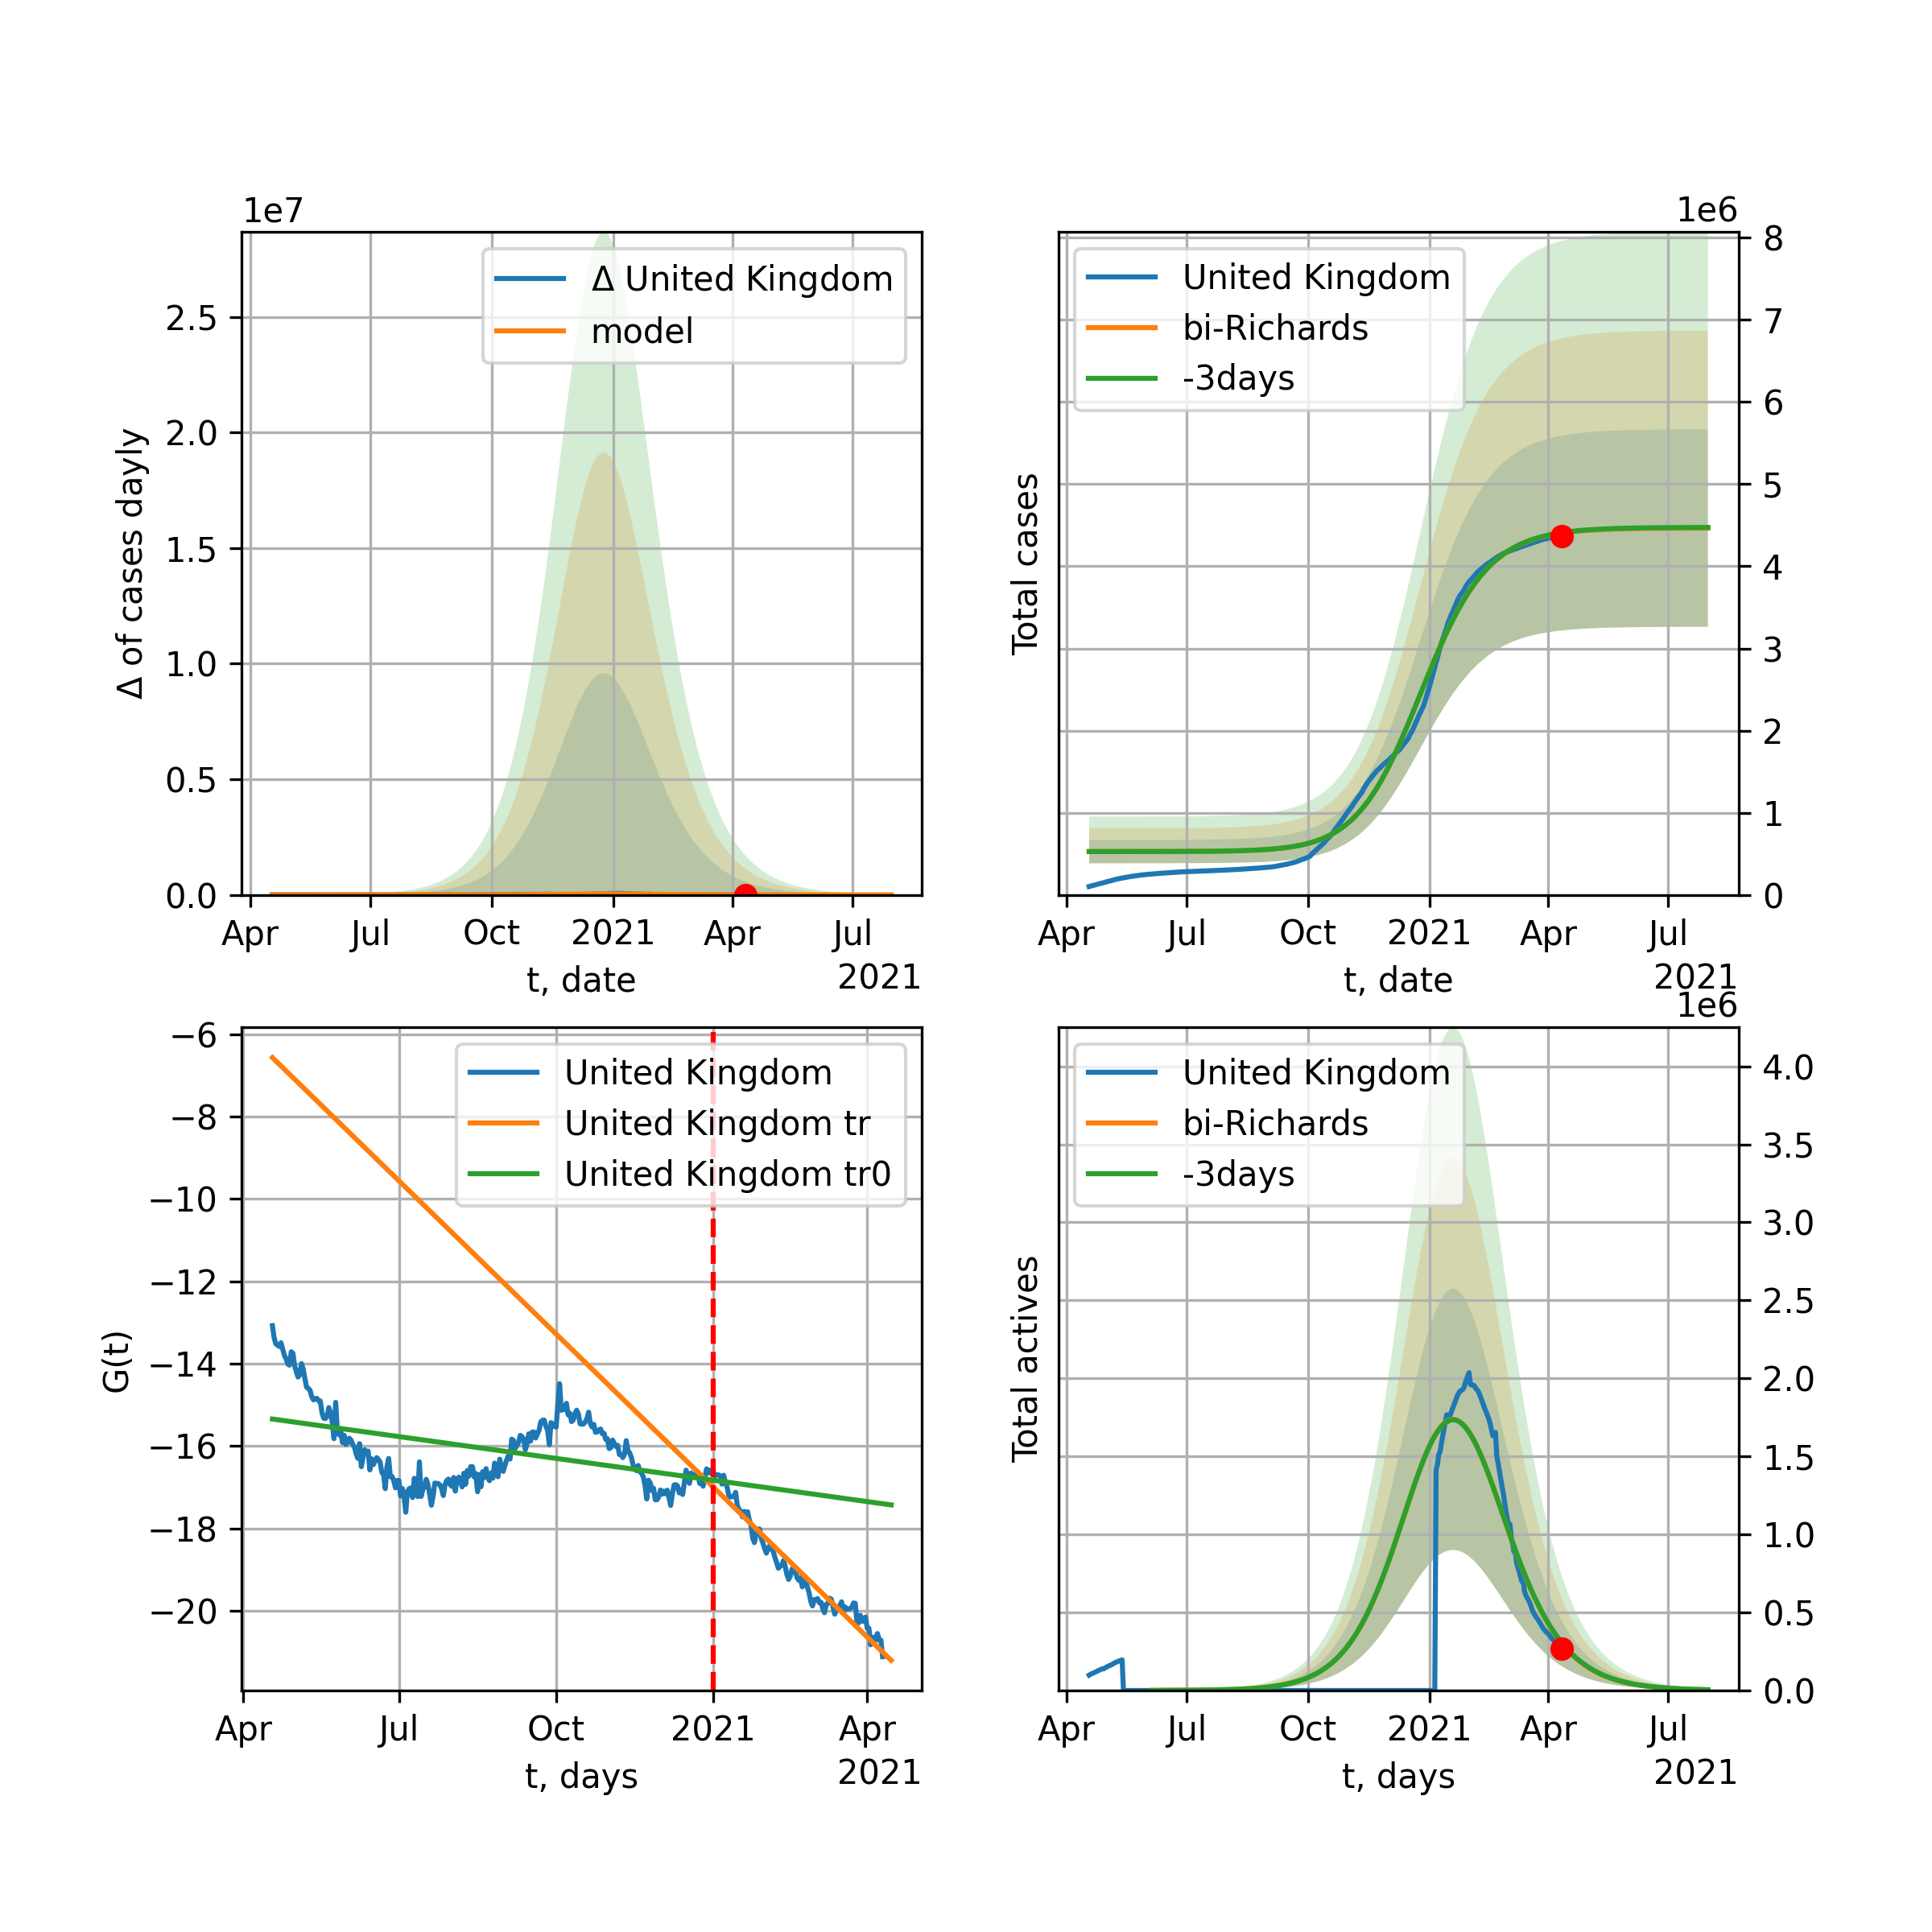 1e7
Δ of cases dayly
2.5
2.0
1.5
1.0
0.5
0.0
Δ United Kingdom
model
Apr Jul Oct 2021 Apr Jul
t, date
2021
1e6
Total cases
United Kingdom
bi-Richards
-3days
8
7
6
5
4
3
2
1
0
Apr Jul Oct 2021 Apr Jul
t, date
2021
G(t)
−6
−8
−10
−12
−14
−16
−18
−20
United Kingdom
United Kingdom tr
United Kingdom tr0
Apr Jul Oct 2021 Apr
t, days
2021
1e6
Total actives
United Kingdom
bi-Richards
-3days
4.0
3.5
3.0
2.5
2.0
1.5
1.0
0.5
0.0
Apr Jul Oct 2021 Apr Jul
t, days
2021